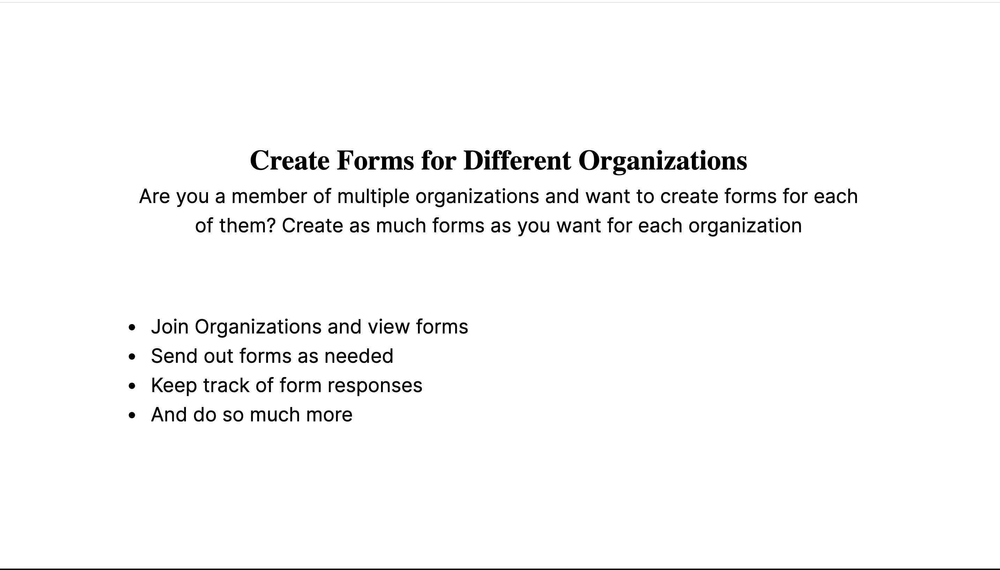 Create Forms for Different Organizations
Are you a member of multiple organizations and want to create forms for each
of them? Create as much forms as you want for each organization
• Join Organizations and view forms
• Send out forms as needed
• Keep track of form responses
• And do so much more